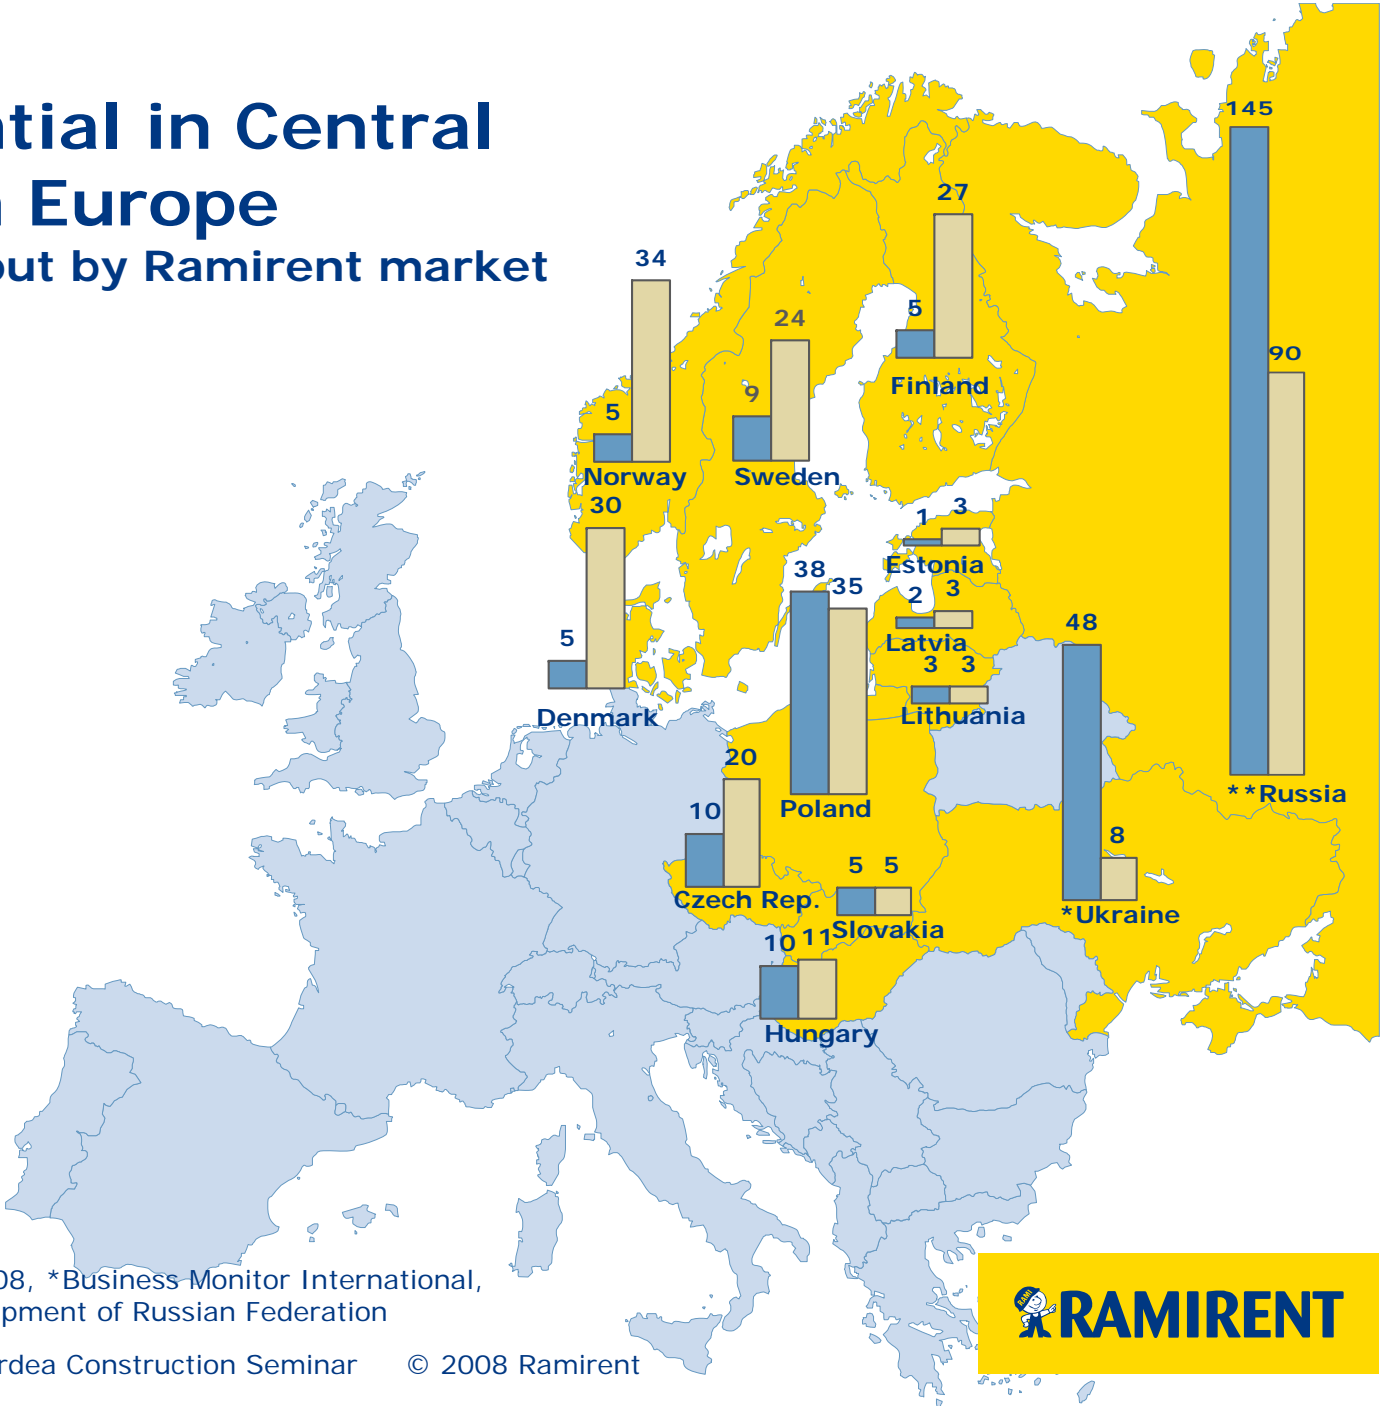 ntial in Central
n Europe
put by Ramirent market
145
27
34
24
5
90
Finland
9
5
Norway
Sweden
30
1 3
Estonia
38
35
2 3
Latvia
48
5
3 3
Lithuania
Denmark
20
**Russia
Poland
10
8
5 5
Czech Rep.
*Ukraine
Slovakia
10 11
Hungary
08, *Business Monitor International,
opment of Russian Federation
rdea Construction Seminar © 2008 Ramirent
RAMI
RAMIRENT